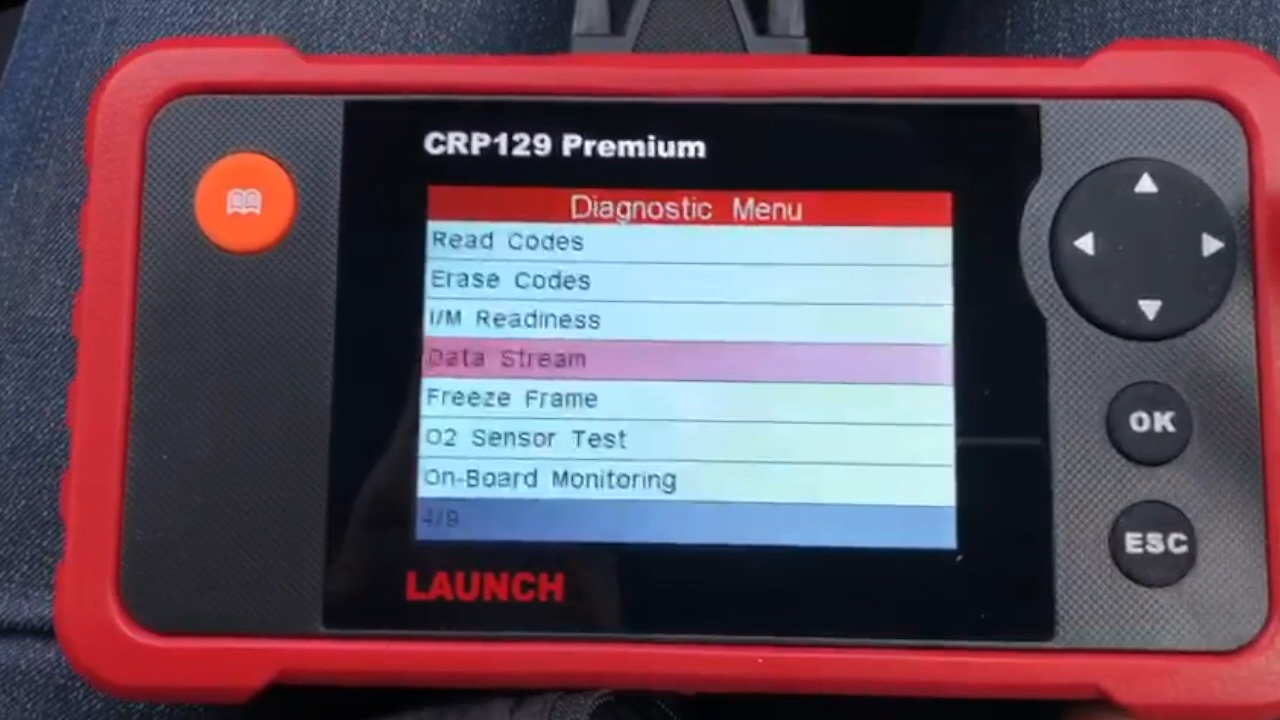 CRP129 Premium
Diagnostic Menu
Read Codes
Erase Codes
I/M Readiness
Data Stream
Freeze Frame
O2 Sensor Test
On-Board Monitoring
4/9
LAUNCH
OK
ESC